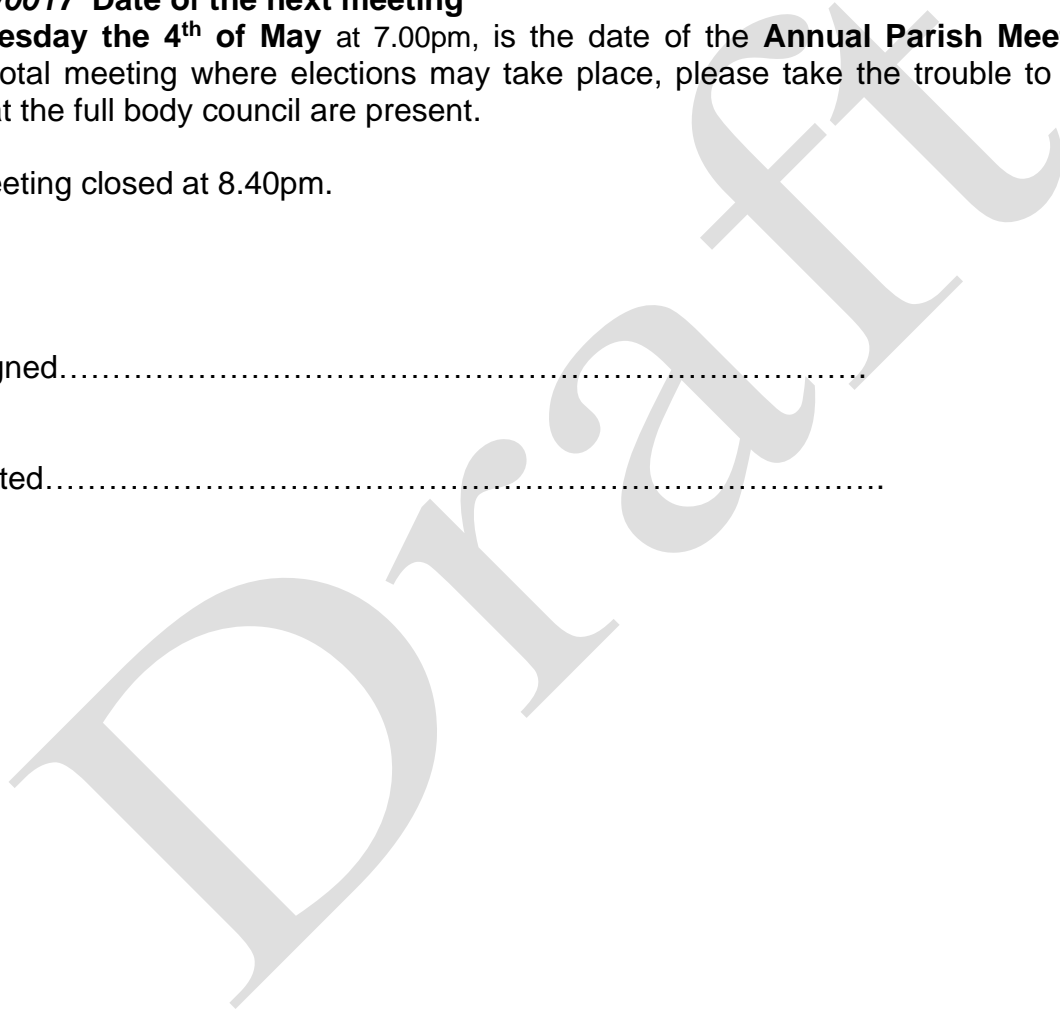 0017 Date of the next meeting
esday the 4th of May at 7.00pm, is the date of the Annual Parish Mee
otal meeting where elections may take place, please take the trouble to
at the full body council are present.
eeting closed at 8.40pm.
gned…………………………………………………………………….
ted……………………………………………………………………….
Draft